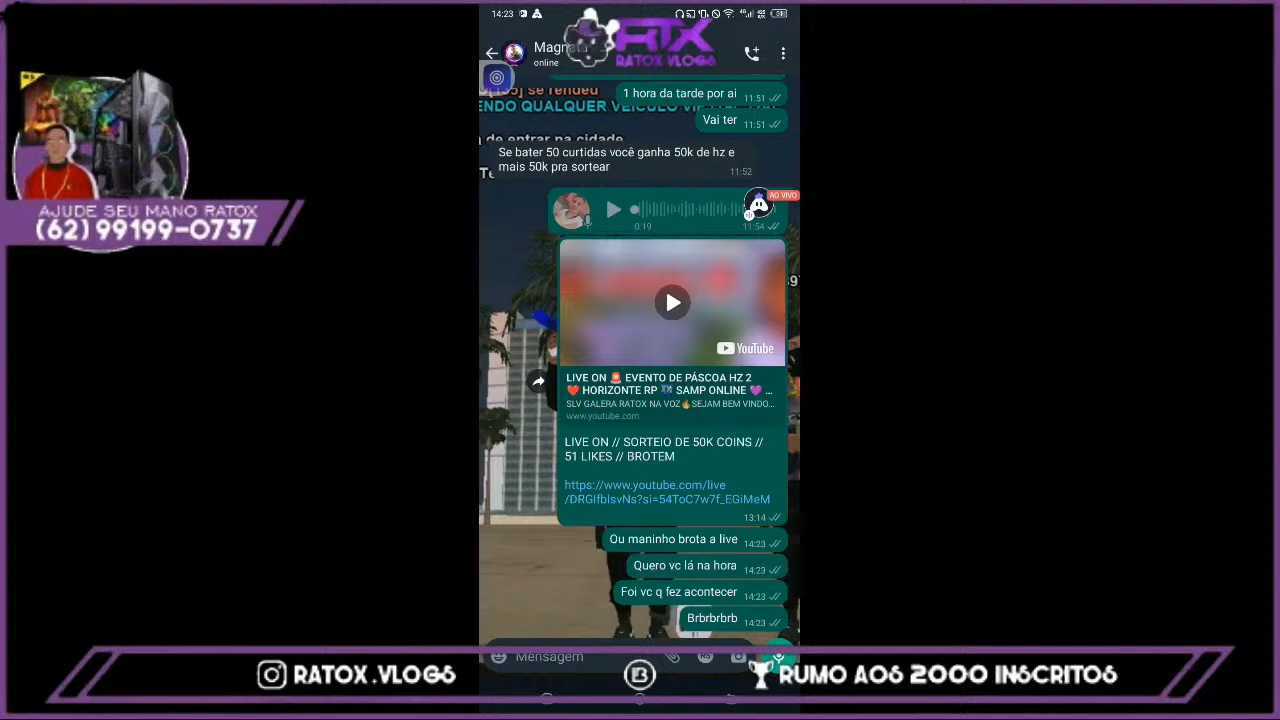 14:23
RTX
RATOX VLOGS
online
1 hora da tarde por ai
11:51
ENDO QUALQUER VEICULO
Vai ter
11:51
de entrar na cidade
Se bater 50 curtidas você ganha 50k de hz e
mais 50k pra sortear
11:52
AO VIVO
0:19
11:54
AJUDE SEU MANO RATOX
(62) 99199-0737
YouTube
LIVE ON 🚨 EVENTO DE PÁSCOA HZ 2
❤️ HORIZONTE RP 🎆 SAMP ONLINE 💜 ...
SLV GALERA RATOX NA VOZ🔥SEJAM BEM VINDO...
www.youtube.com
LIVE ON // SORTEIO DE 50K COINS //
51 LIKES // BROTEM
https://www.youtube.com/live
/DRGIfblsvNs?si=54ToC7w7f_EGiMeM
13:14
Ou maninho brota a live
14:23
Quero vc lá na hora
14:23
Foi vc q fez acontecer
14:23
Brbrbrbrb
14:23
Mensagem
RATOX.VLOGS
RUMO AOS 2000 INSCRITOS